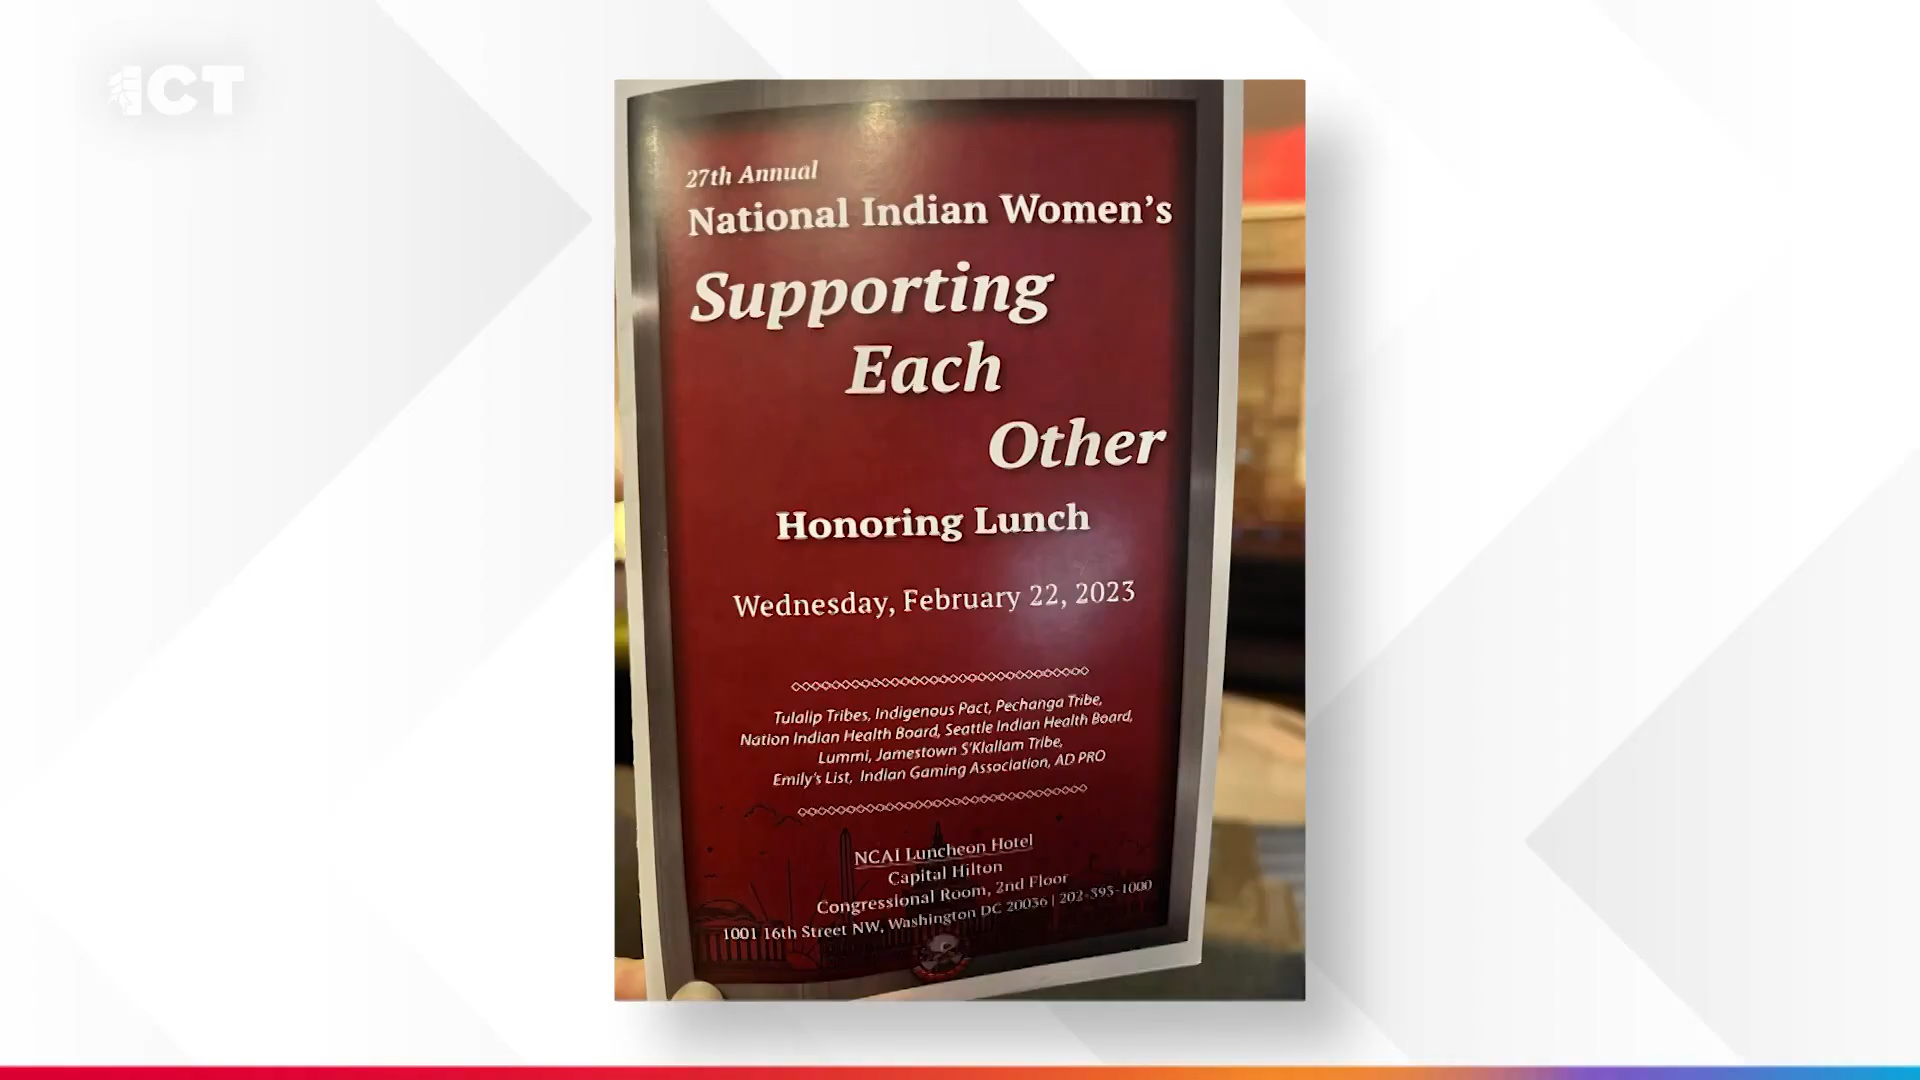 ICT
27th Annual
National Indian Women's
Supporting
Each
Other
Honoring Lunch
Wednesday, February 22, 2023
Tulalip Tribes, Indigenous Pact, Pechanga Tribe,
Nation Indian Health Board, Seattle Indian Health Board,
Lummi, Jamestown S'Klallam Tribe,
Emily's List, Indian Gaming Association, AD PRO
NCAI Luncheon Hotel
Capital Hilton
Congressional Room, 2nd Floor
1001 16th Street NW, Washington DC 20036 | 202-393-1000